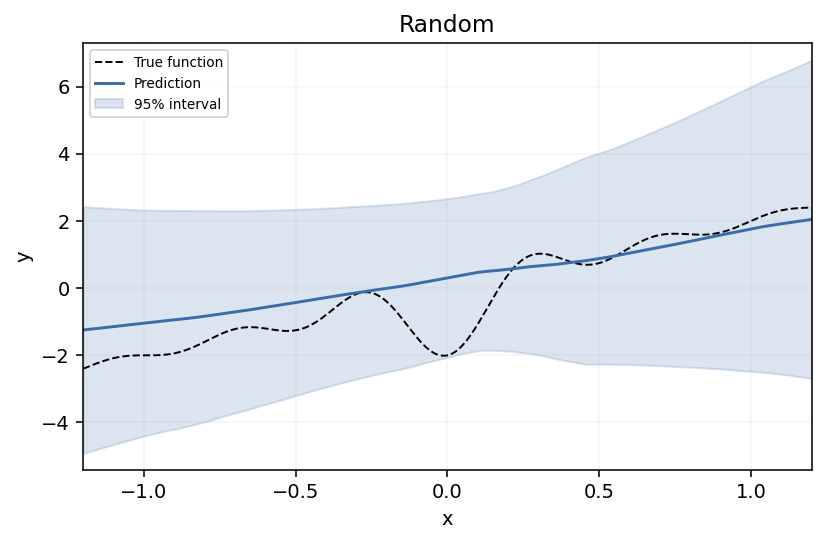 Random
True function
Prediction
95% interval
6
4
2
0
−2
−4
y
−1.0
−0.5
0.0
0.5
1.0
x